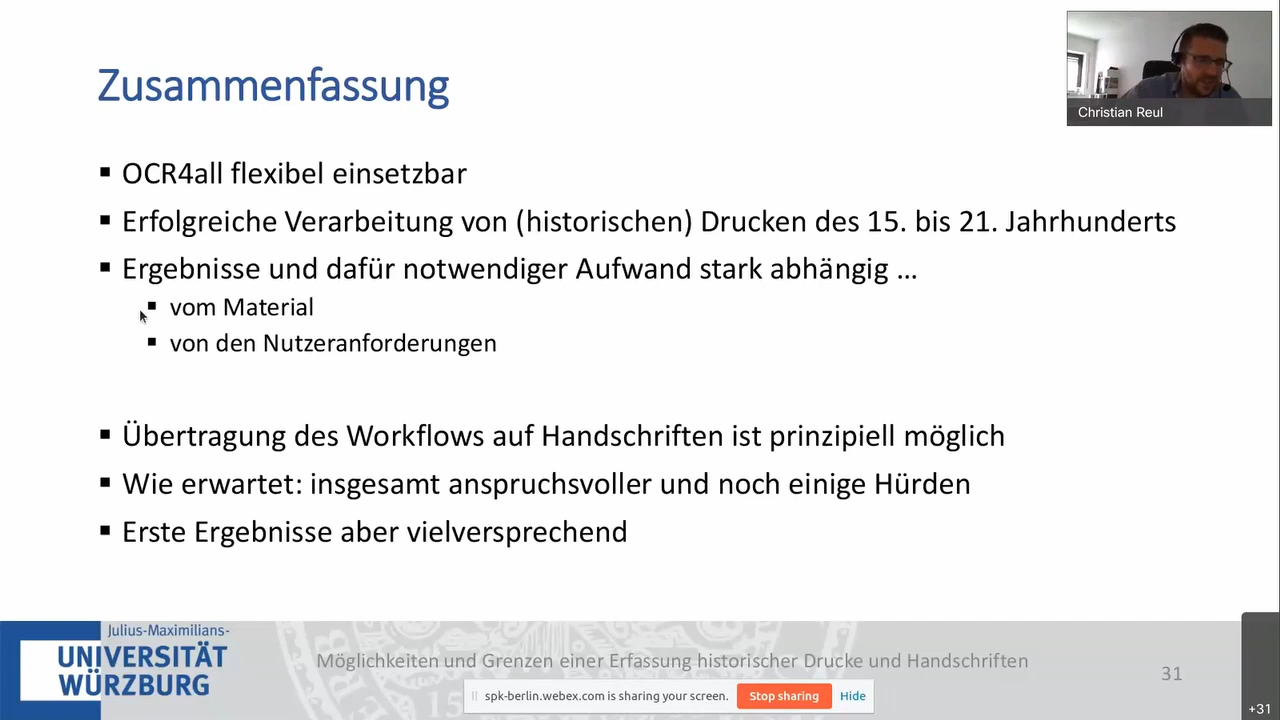 Zusammenfassung
Christian Reul
▪ OCR4all flexibel einsetzbar
▪ Erfolgreiche Verarbeitung von (historischen) Drucken des 15. bis 21. Jahrhunderts
▪ Ergebnisse und dafür notwendiger Aufwand stark abhängig ...
▪ vom Material
▪ von den Nutzeranforderungen
▪ Übertragung des Workflows auf Handschriften ist prinzipiell möglich
▪ Wie erwartet: insgesamt anspruchsvoller und noch einige Hürden
▪ Erste Ergebnisse aber vielversprechend
Julius-Maximilians-
UNIVERSITÄT
WÜRZBURG
Möglichkeiten und Grenzen einer Erfassung historischer Drucke und Handschriften
31
spk-berlin.webex.com is sharing your screen. Stop sharing Hide
+31